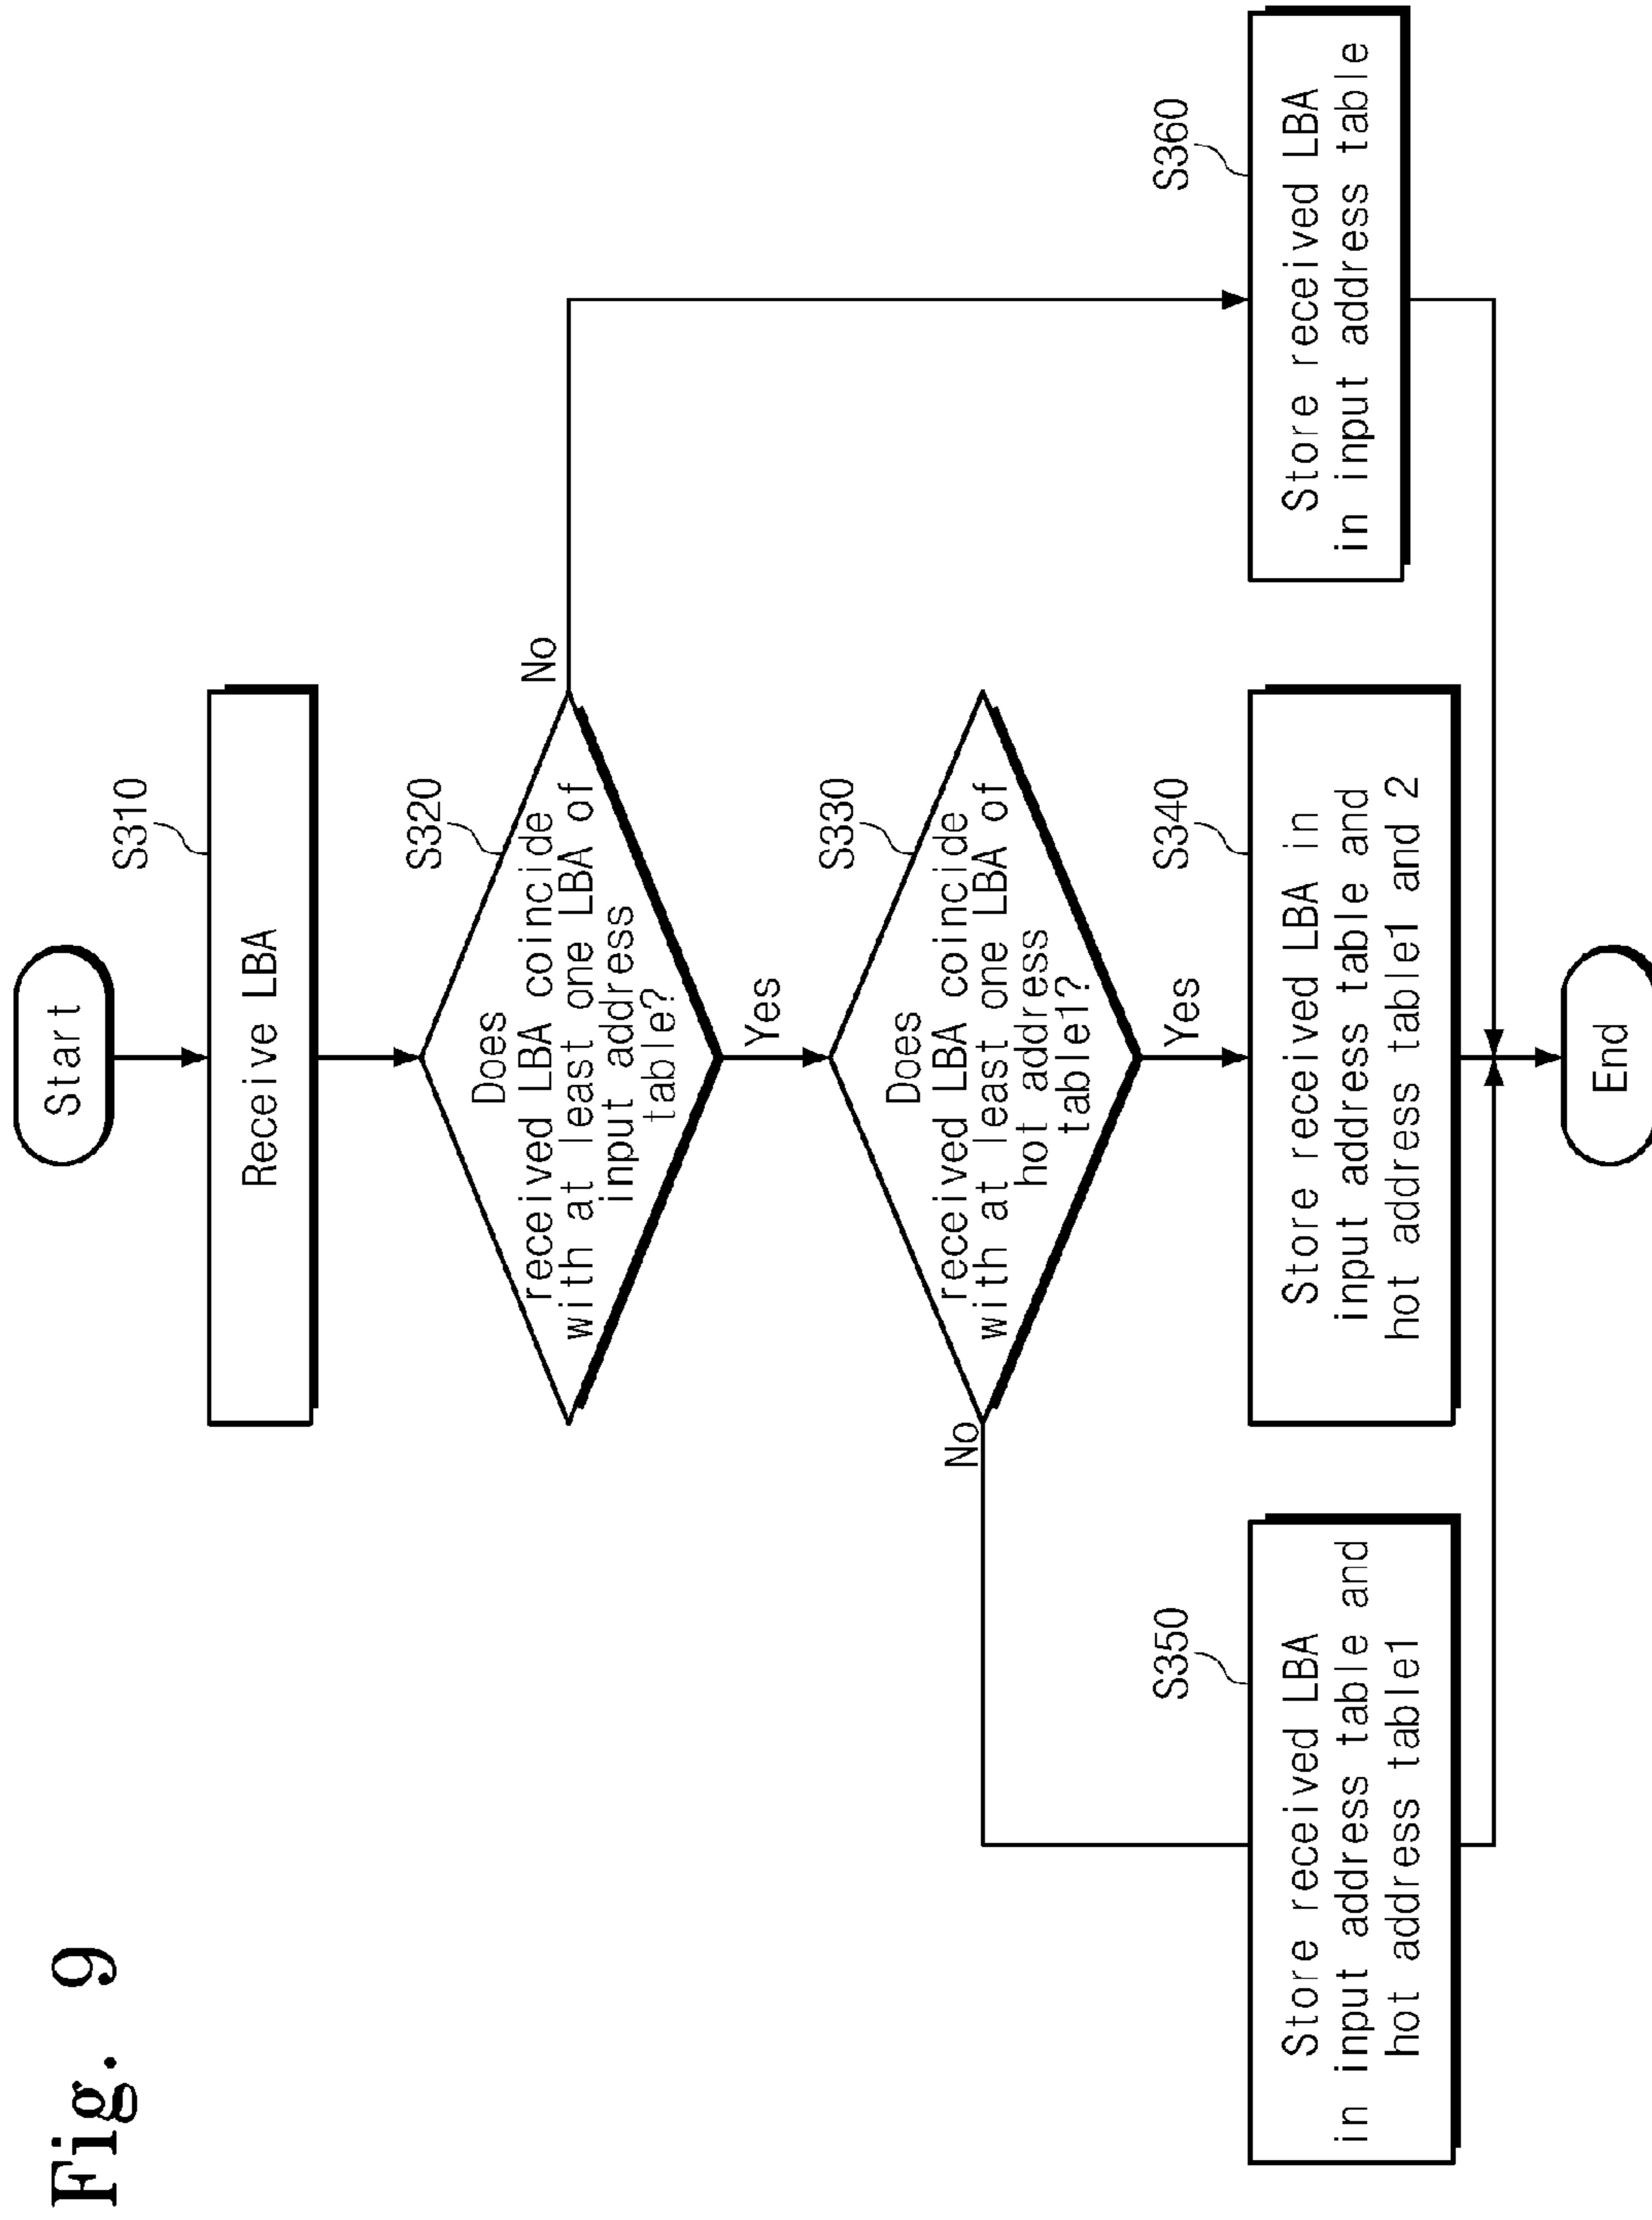 Fig. 9
Start
S310
Receive LBA
S320
Does
received LBA coincide
with at least one LBA of
input address
table?
No
Yes
S330
Does
received LBA coincide
with at least one LBA of
hot address
table1?
No
Yes
S350
Store received LBA
in input address table and
hot address table1
S340
Store received LBA in
input address table and
hot address table1 and 2
S360
Store received LBA
in input address table
End